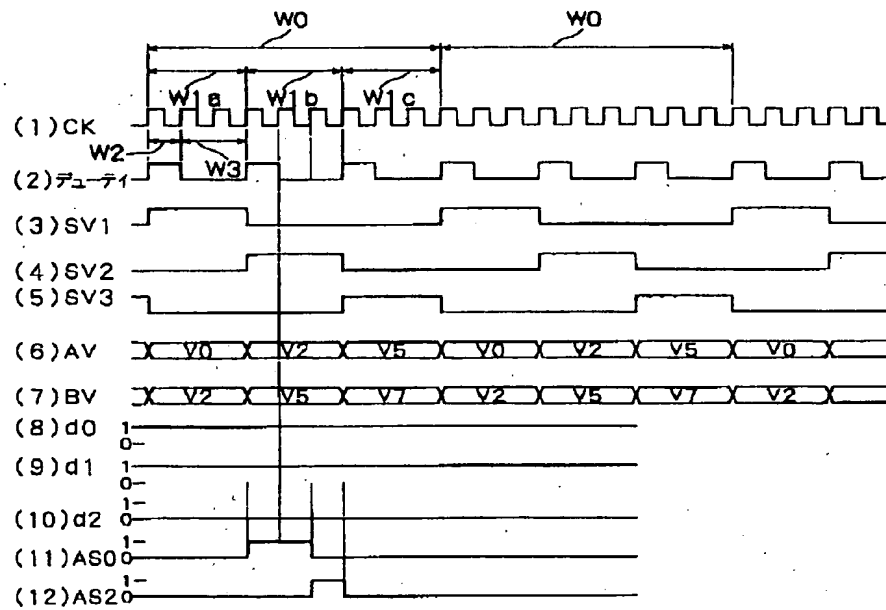 W0 W0
W1a W1b W1c
(1)CK
W2 W3
(2)デューティ
(3)SV1
(4)SV2
(5)SV3
(6)AV V0 V2 V5 V0 V2 V5 V0
(7)BV V2 V5 V7 V2 V5 V7 V2
(8)d0 1 0
(9)d1 1 0
(10)d2 1 0
(11)AS0 1 0
(12)AS2 1 0